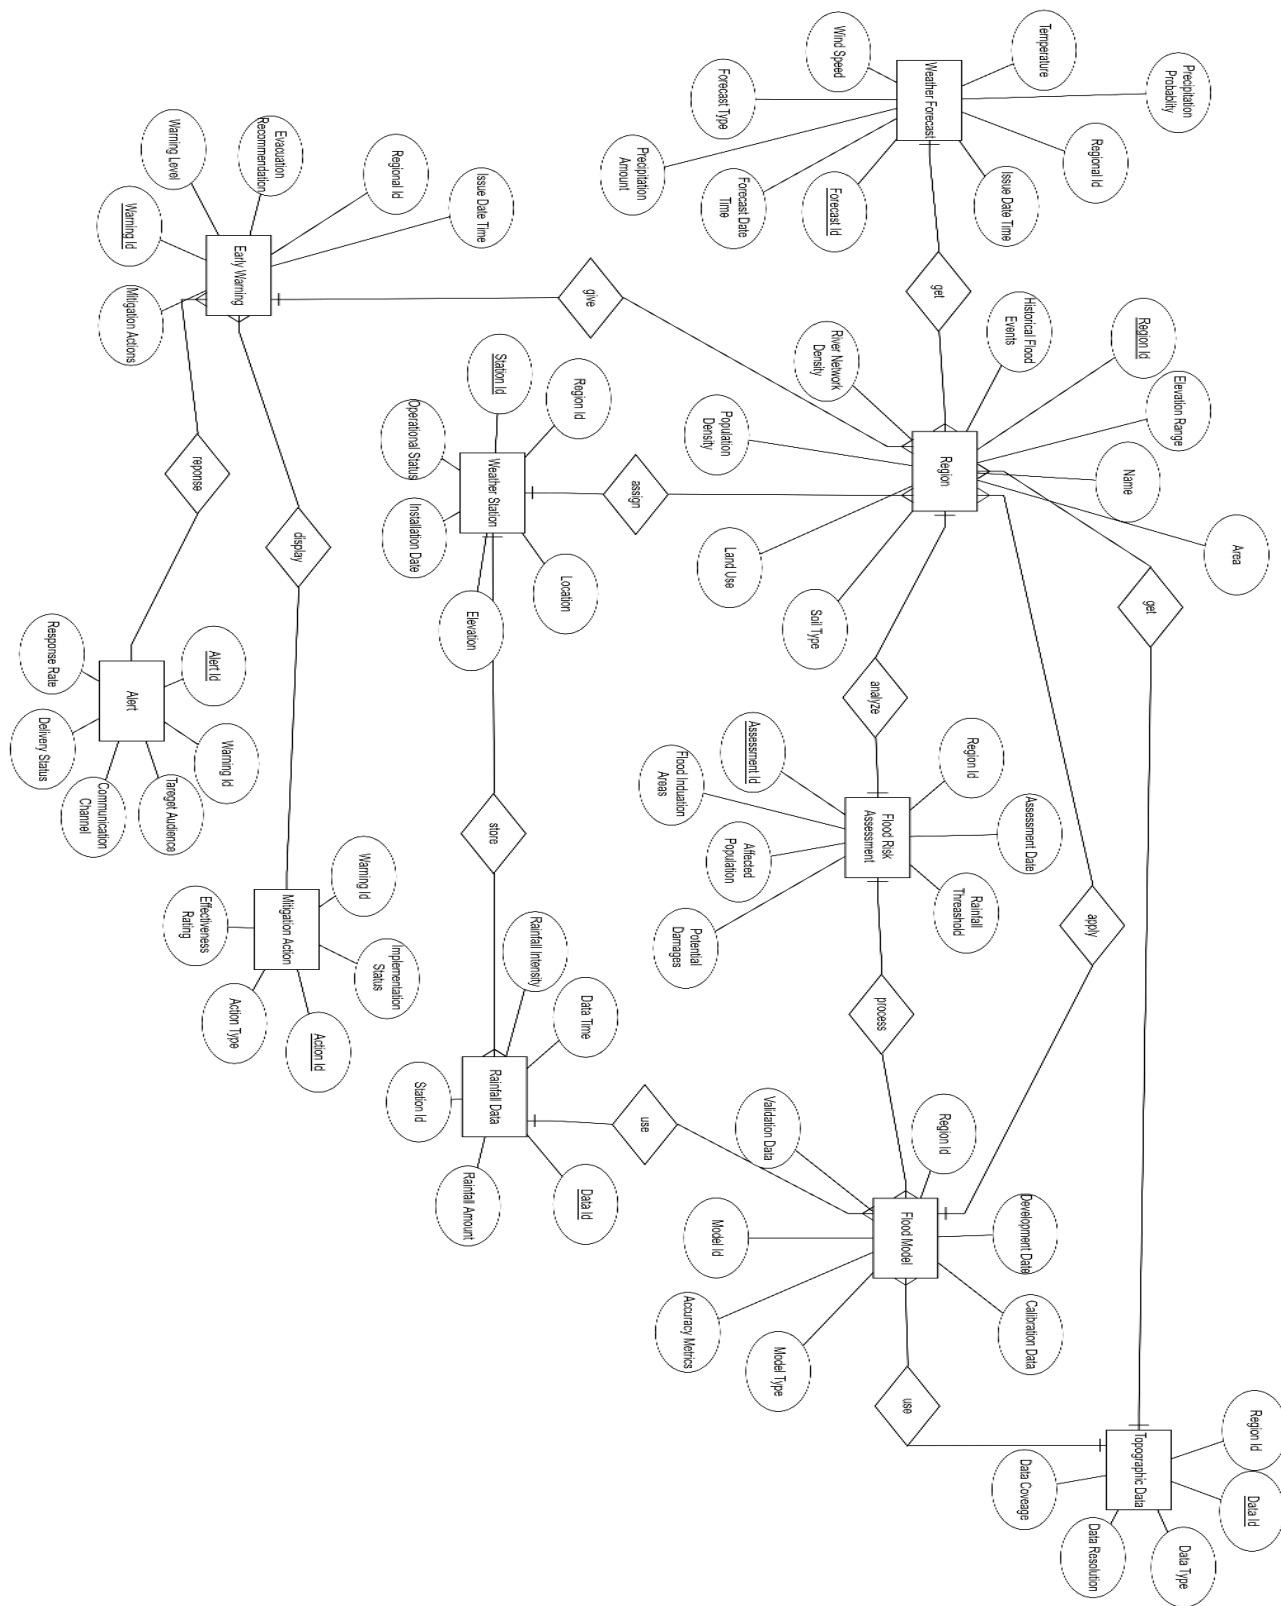 Weather Forecast
Wind Speed
Temperature
Precipitation
Probablity
Forecast Type
Precipitation
Amount
Forecast Date
Time
Forecast Id
Issue Date Time
Regional Id
get
Early Warning
Warning Level
Evacuation
Recommendation
Regional Id
Issue Date Time
Warning Id
Mitigation Actions
give
reponse
display
Region
River Network
Density
Historical Flood
Events
Region Id
Elevation Range
Name
Area
Population
Density
Land Use
Soil Type
assign
analyze
get
apply
Weather Station
Station Id
Region Id
Operational Status
Installation Date
Location
Elevation
store
Alert
Alert Id
Response Rate
Warning Id
Delivery Status
Communication
Channel
Tareget Audience
Mitigation Action
Warning Id
Effectiveness
Rating
Implementation
Status
Action Type
Action Id
Flood Risk
Assessment
Assessment Id
Region Id
Flood Induation
Areas
Assessment Date
Affected
Population
Rainfall
Threashold
Potential
Damages
process
Rainfall Data
Rainfall Intensity
Data Time
Station Id
Rainfall Amount
Data Id
use
Flood Model
Validation Data
Region Id
Model Id
Development Date
Accuracy Metrics
Calibration Data
Model Type
use
Topographic Data
Region Id
Data Id
Data Coveage
Data Resolution
Data Type